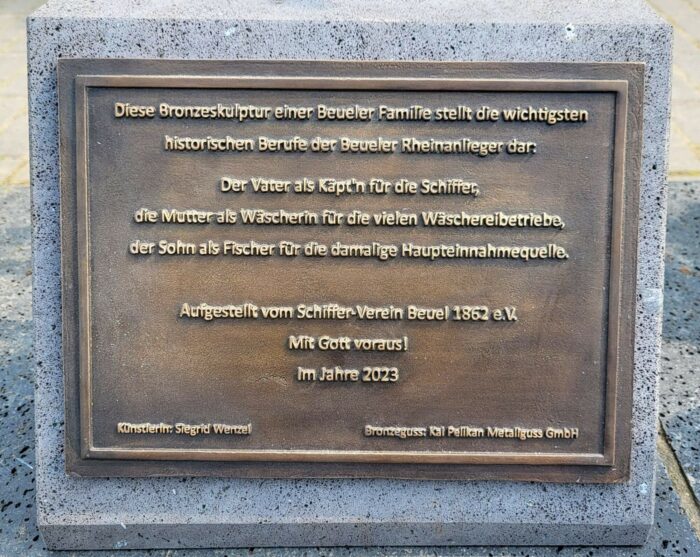 Diese Bronzeskulptur einer Beueler Familie stellt die wichtigsten
historischen Berufe der Beueler Rheinanlieger dar:
Der Vater als Käpt'n für die Schiffer,
die Mutter als Wäscherin für die vielen Wäschereibetriebe,
der Sohn als Fischer für die damalige Haupteinnahmequelle.
Aufgestellt vom Schiffer-Verein Beuel 1862 e.V.
Mit Gott voraus!
Im Jahre 2023
Künstlerin: Siegrid Wenzel
Bronzeguss: Kai Pelikan Metallguss GmbH